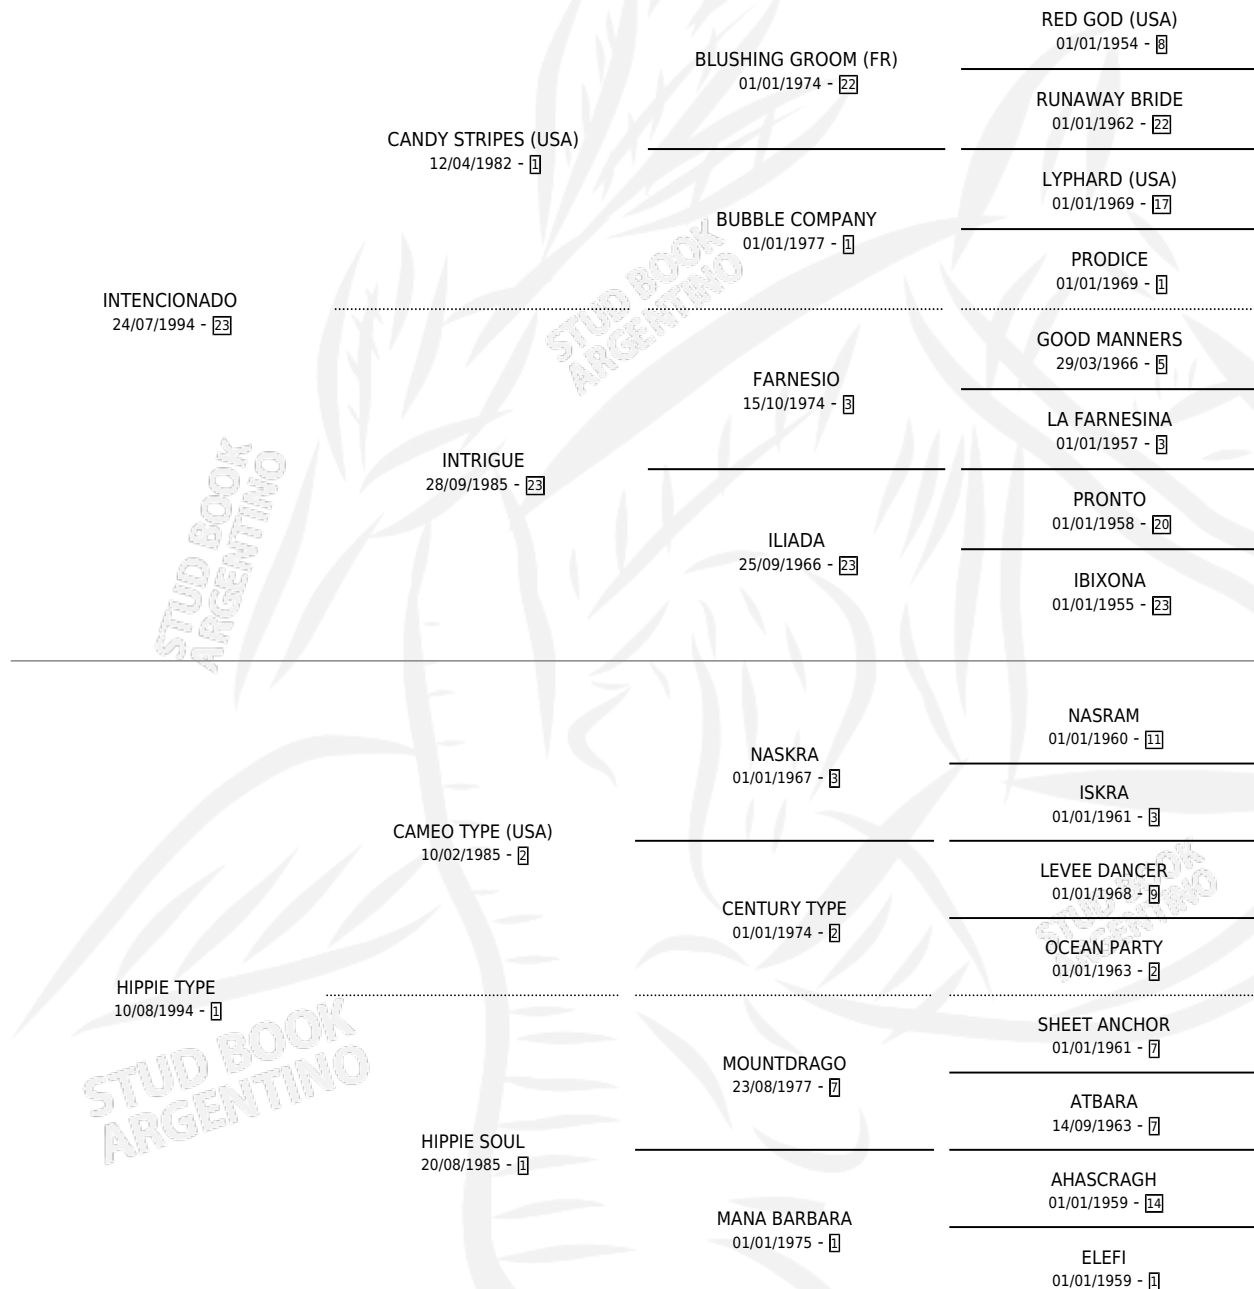 RED GOD (USA)
01/01/1954 - 8
BLUSHING GROOM (FR)
01/01/1974 - 22
RUNAWAY BRIDE
01/01/1962 - 22
CANDY STRIPES (USA)
12/04/1982 - 1
LYPHARD (USA)
01/01/1969 - 17
BUBBLE COMPANY
01/01/1977 - 1
PRODICE
01/01/1969 - 1
INTENCIONADO
24/07/1994 - 23
STUD BOOK
ARGENTINO
GOOD MANNERS
29/03/1966 - 5
FARNESIO
15/10/1974 - 3
LA FARNESINA
01/01/1957 - 3
INTRIGUE
28/09/1985 - 23
PRONTO
01/01/1958 - 20
ILIADA
25/09/1966 - 23
IBIXONA
01/01/1955 - 23
STUD BOOK
ARGENTINO
NASRAM
01/01/1960 - 11
NASKRA
01/01/1967 - 3
ISKRA
01/01/1961 - 3
CAMEO TYPE (USA)
10/02/1985 - 2
LEVEE DANCER
01/01/1968 - 9
CENTURY TYPE
01/01/1974 - 2
STUD BOOK
ARGENTINO
OCEAN PARTY
01/01/1963 - 2
HIPPIE TYPE
10/08/1994 - 1
STUD BOOK
ARGENTINO
SHEET ANCHOR
01/01/1961 - 7
MOUNTDRAGO
23/08/1977 - 7
ATBARA
14/09/1963 - 7
HIPPIE SOUL
20/08/1985 - 1
AHASCRAGH
01/01/1959 - 14
MANA BARBARA
01/01/1975 - 1
ELEFI
01/01/1959 - 1